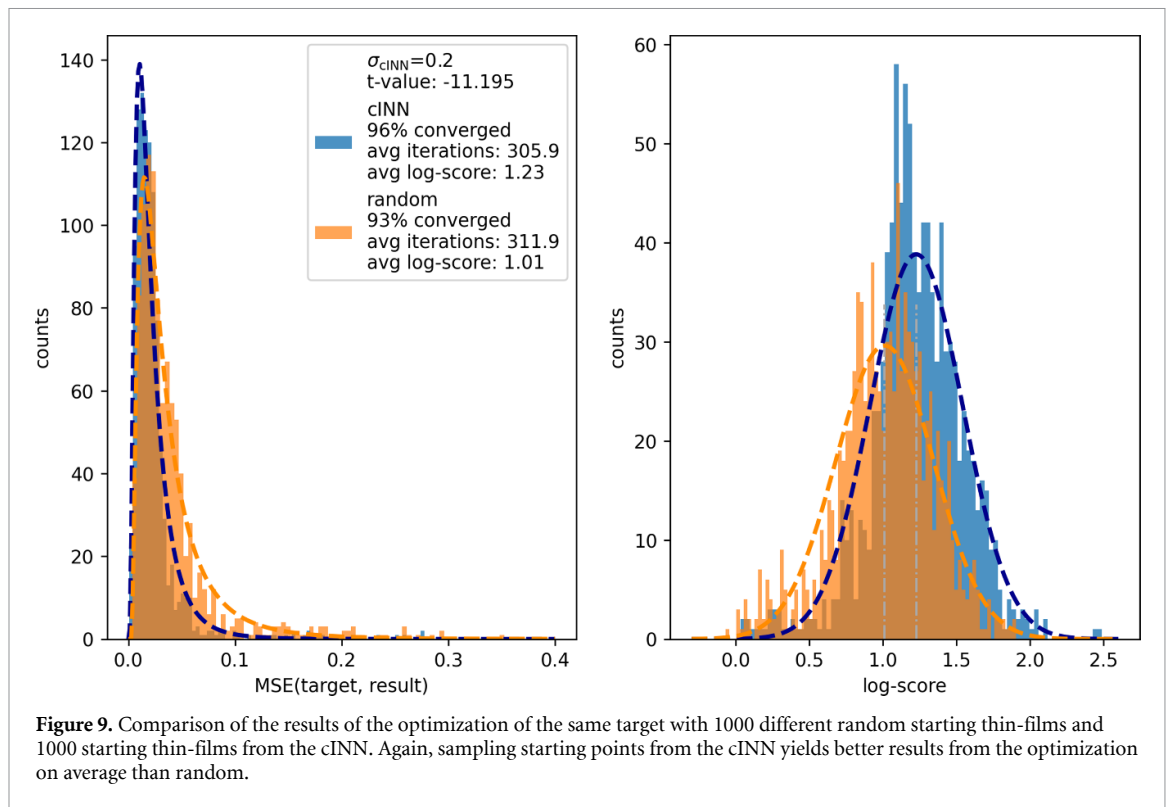 140
120
100
80
60
40
20
0
counts
0.0 0.1 0.2 0.3 0.4
MSE(target, result)
σcINN=0.2
t-value: -11.195
cINN
96% converged
avg iterations: 305.9
avg log-score: 1.23
random
93% converged
avg iterations: 311.9
avg log-score: 1.01
60
50
40
30
20
10
0
counts
0.0 0.5 1.0 1.5 2.0 2.5
log-score
Figure 9. Comparison of the results of the optimization of the same target with 1000 different random starting thin-films and
1000 starting thin-films from the cINN. Again, sampling starting points from the cINN yields better results from the optimization
on average than random.